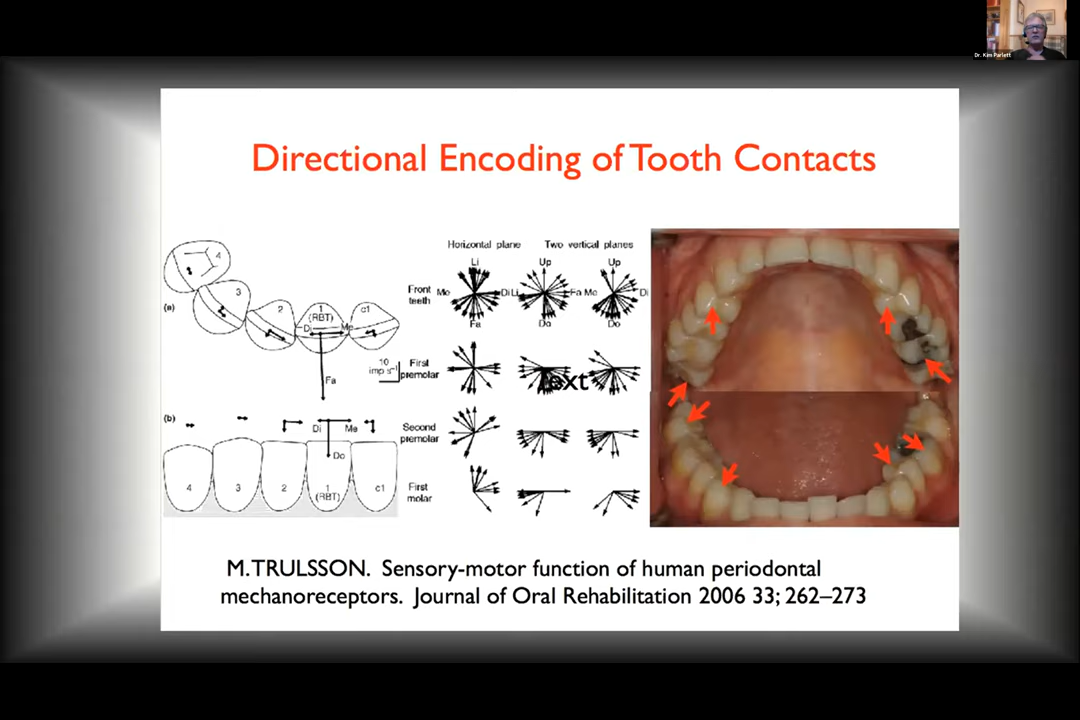 Dr. Kim Parlett
Directional Encoding of Tooth Contacts
Horizontal plane Two vertical planes
Li Up Up
Front teeth Me Di Li Fa Me Di
Fa Do Do
(a) 4 3 2 1 (RBT) c1
Di Me
Fa
10 imp s⁻¹
First premolar
Text
(b)
Di Me
Do
4 3 2 1 (RBT) c1
Second premolar
First molar
M.TRULSSON. Sensory-motor function of human periodontal
mechanoreceptors. Journal of Oral Rehabilitation 2006 33; 262–273